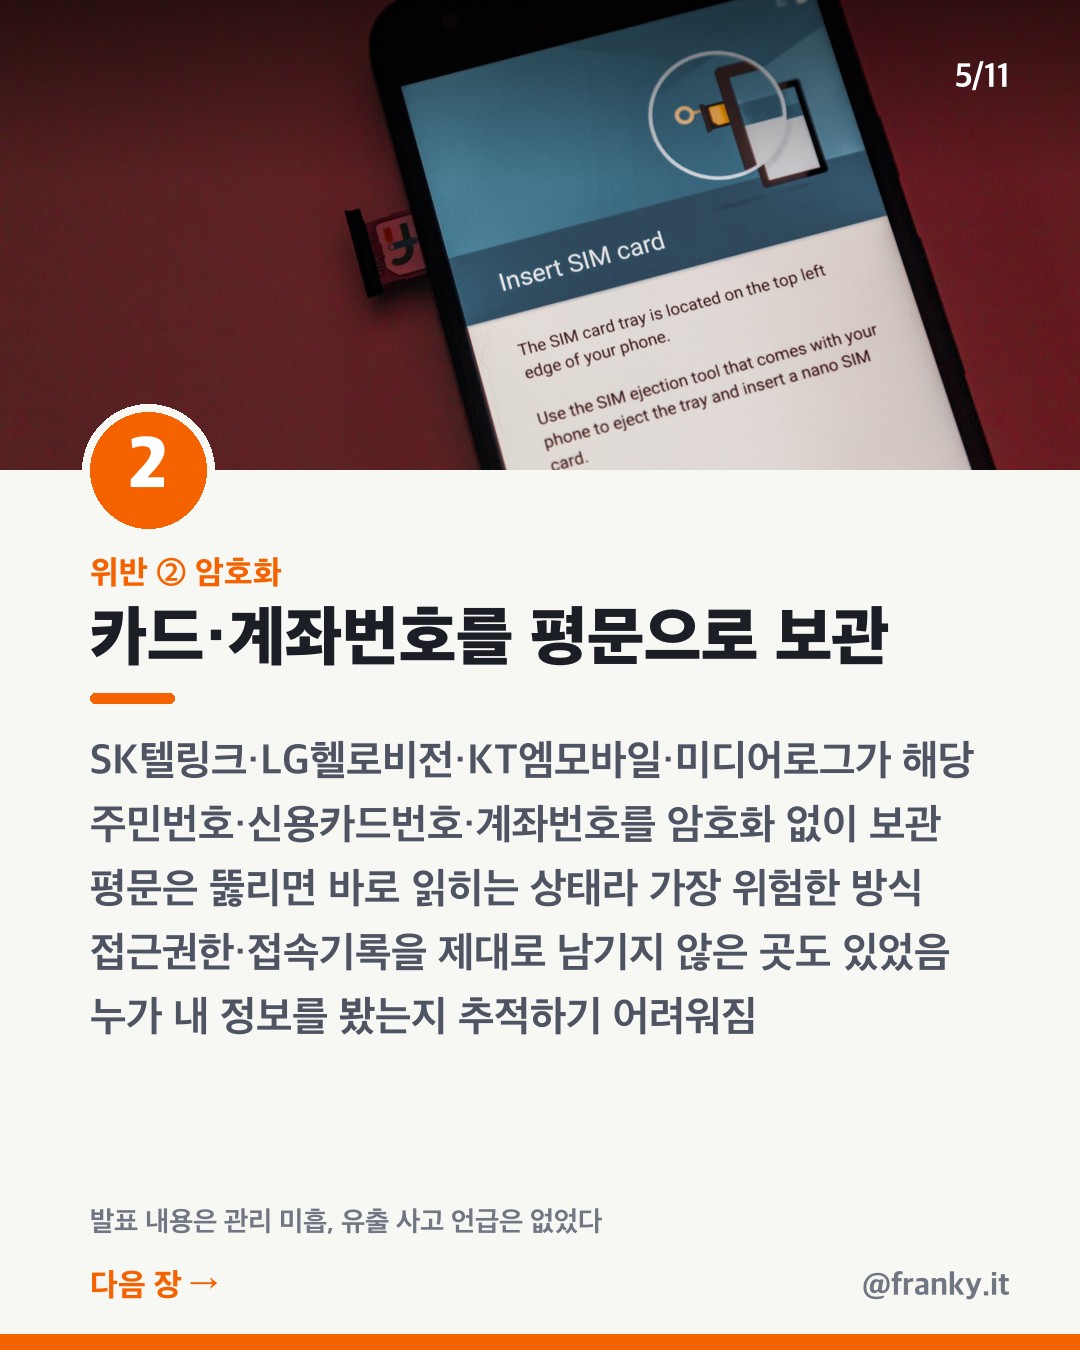 5/11
Insert SIM card
The SIM card tray is located on the top left
edge of your phone.
Use the SIM ejection tool that comes with your
phone to eject the tray and insert a nano SIM
card.
2
위반 ② 암호화
카드·계좌번호를 평문으로 보관
SK텔링크·LG헬로비전·KT엠모바일·미디어로그가 해당
주민번호·신용카드번호·계좌번호를 암호화 없이 보관
평문은 뚫리면 바로 읽히는 상태라 가장 위험한 방식
접근권한·접속기록을 제대로 남기지 않은 곳도 있었음
누가 내 정보를 봤는지 추적하기 어려워짐
발표 내용은 관리 미흡, 유출 사고 언급은 없었다
다음 장 →
@franky.it